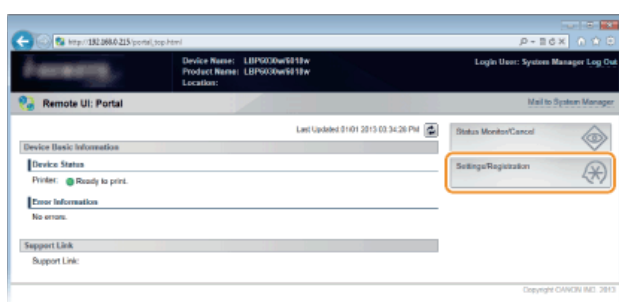 http://192.168.0.215/portal_top.html
Device Name: LBP6030w/6018w
Product Name: LBP6030w/6018w
Location:
Login User: System Manager Log Out
Remote UI: Portal
Mail to System Manager
Last Updated 01/01 2013 03:34:28 PM
Device Basic Information
Device Status
Printer: Ready to print.
Error Information
No errors.
Support Link
Support Link:
Status Monitor/Cancel
Settings/Registration
Copyright CANON INC. 2013